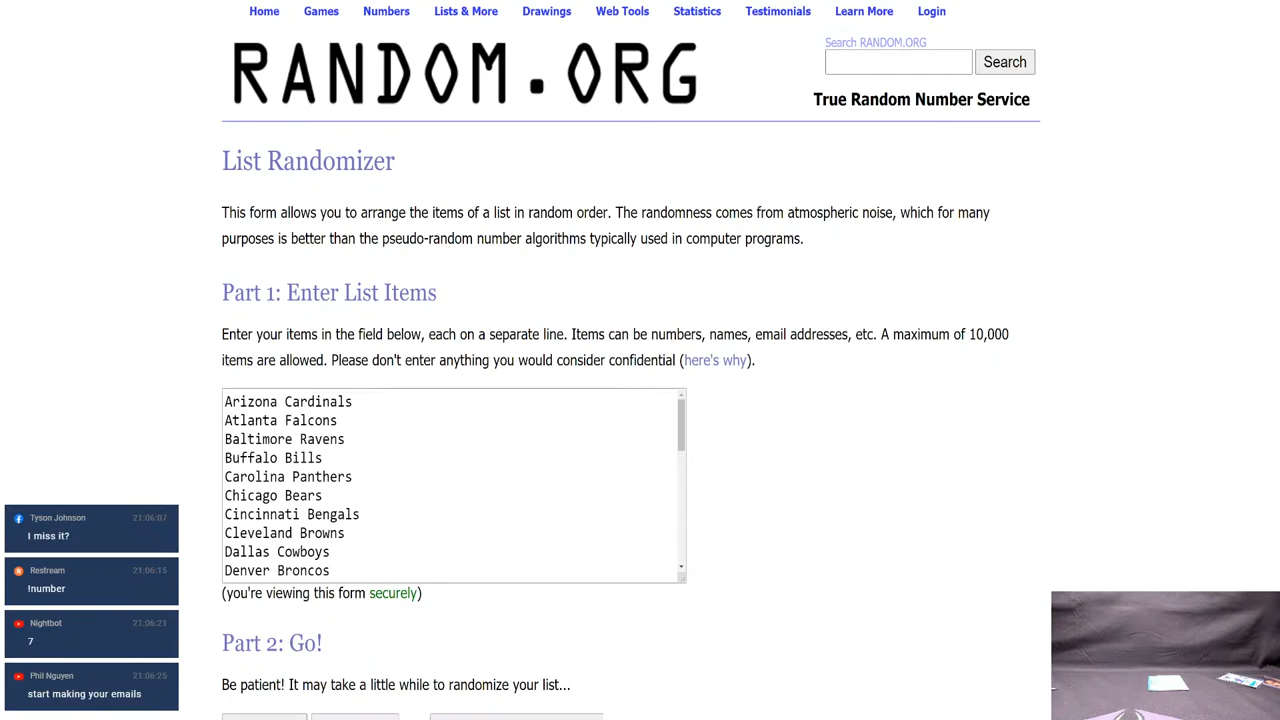 Home Games Numbers Lists & More Drawings Web Tools Statistics Testimonials Learn More Login
RANDOM.ORG
Search RANDOM.ORG
Search
True Random Number Service
List Randomizer
This form allows you to arrange the items of a list in random order. The randomness comes from atmospheric noise, which for many
purposes is better than the pseudo-random number algorithms typically used in computer programs.
Part 1: Enter List Items
Enter your items in the field below, each on a separate line. Items can be numbers, names, email addresses, etc. A maximum of 10,000
items are allowed. Please don't enter anything you would consider confidential (here's why).
Arizona Cardinals
Atlanta Falcons
Baltimore Ravens
Buffalo Bills
Carolina Panthers
Chicago Bears
Cincinnati Bengals
Cleveland Browns
Dallas Cowboys
Denver Broncos
(you're viewing this form securely)
Part 2: Go!
Be patient! It may take a little while to randomize your list...
Tyson Johnson 21:06:07
I miss it?
Restream 21:06:15
!number
Nightbot 21:06:21
7
Phil Nguyen 21:06:25
start making your emails